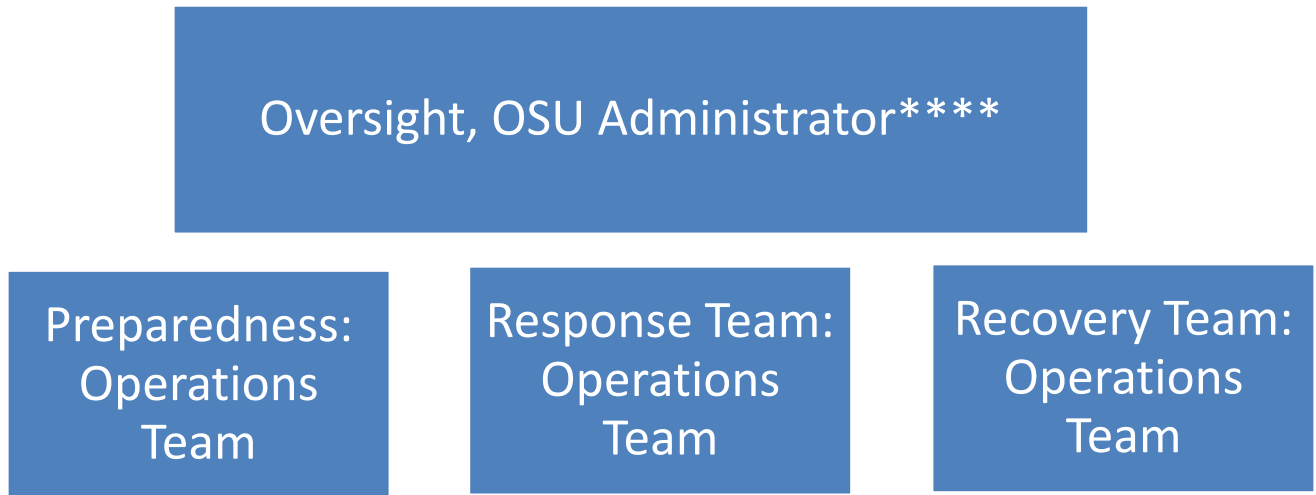 Oversight, OSU Administrator****
Preparedness:
Operations
Team
Response Team:
Operations
Team
Recovery Team:
Operations
Team